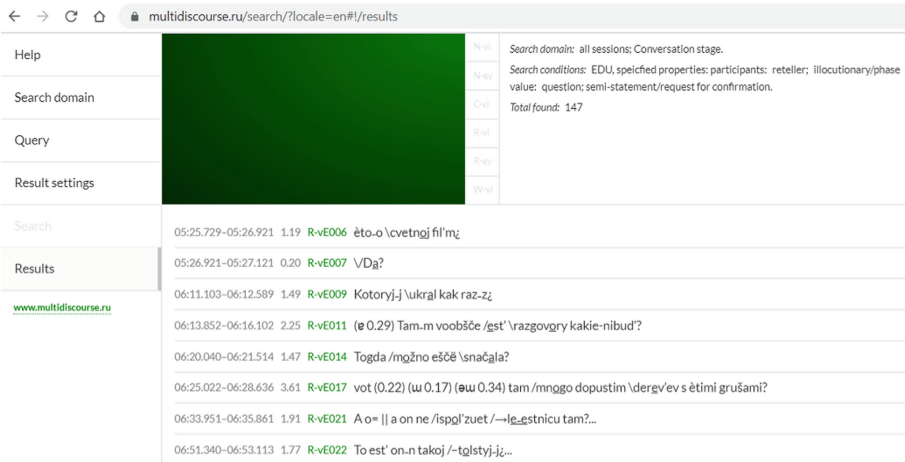 multidiscourse.ru/search/?locale=en#!/results
Help
Search domain
Query
Result settings
Search
Results
www.multidiscourse.ru
N-vi
N-ey
C-vi
R-vi
R-ey
W-vi
Search domain: all sessions; Conversation stage.
Search conditions: EDU, speicfied properties: participants: reteller; illocutionary/phase
value: question; semi-statement/request for confirmation.
Total found: 147
05:25.729–05:26.921 1.19 R-vE006 èto-o \cvetnoj fil’m¿
05:26.921–05:27.121 0.20 R-vE007 \/Da?
06:11.103–06:12.589 1.49 R-vE009 Kotoryj-j \ukral kak raz-z¿
06:13.852–06:16.102 2.25 R-vE011 (ɐ 0.29) Tam-m voobšče /est’ \razgovory kakie-nibud’?
06:20.040–06:21.514 1.47 R-vE014 Togda /možno eščë \snačala?
06:25.022–06:28.636 3.61 R-vE017 vot (0.22) (ɯ 0.17) (əɯ 0.34) tam /mnogo dopustim \derev’ev s ètimi grušami?
06:33.951–06:35.861 1.91 R-vE021 A o= || a on ne /ispol’zuet /→le-estnicu tam?...
06:51.340–06:53.113 1.77 R-vE022 To est’ on-n takoj /–tolstyj-j¿...